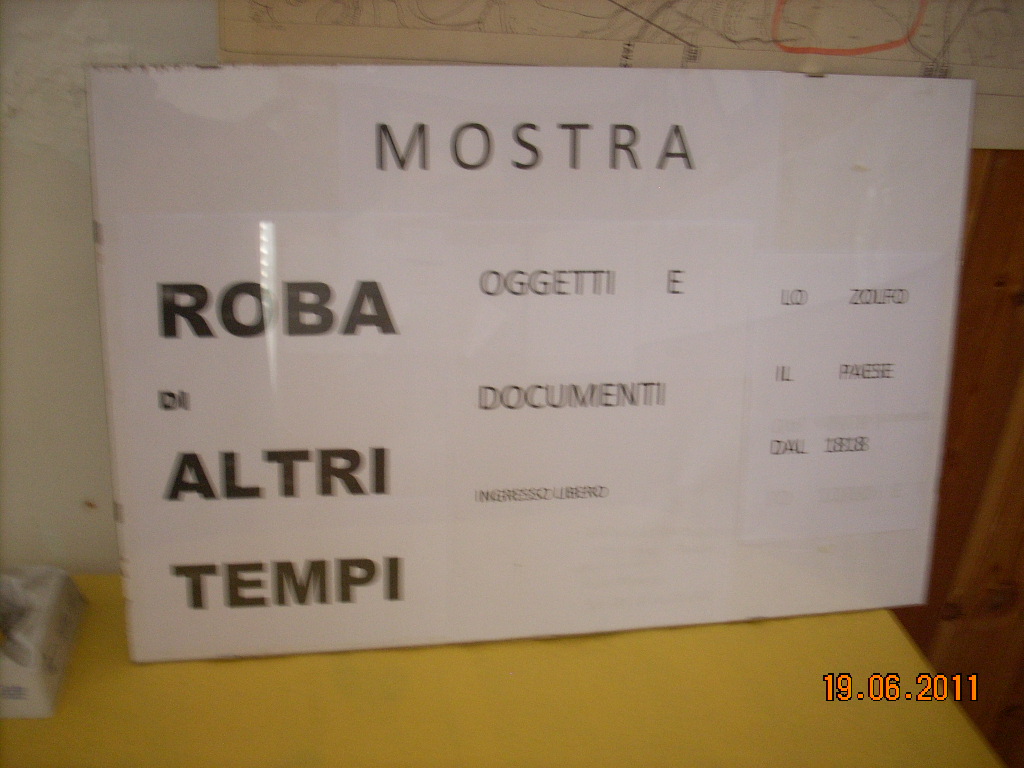 MOSTRA
ROBA
DI
ALTRI
TEMPI
OGGETTI E
DOCUMENTI
INGRESSO LIBERO
LO ZOLFO
IL PAESE
DAL 1818
19.06.2011